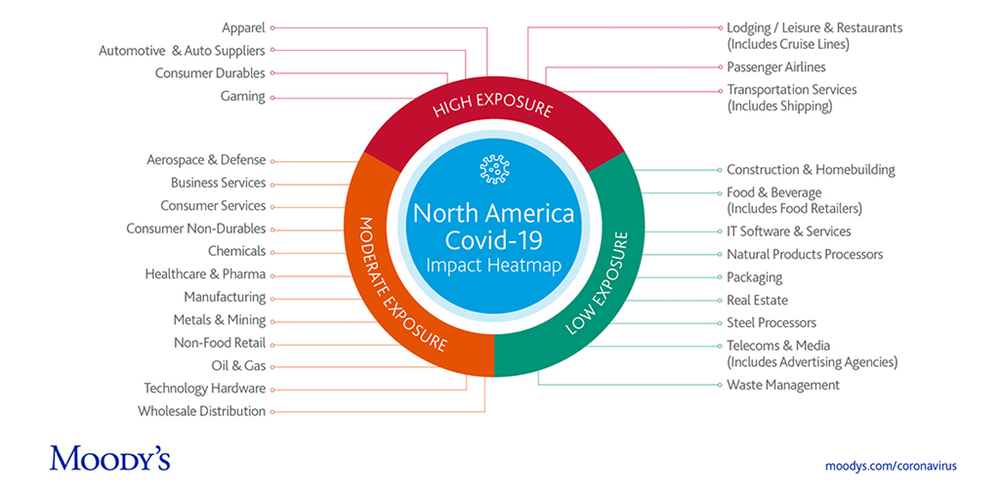 Apparel
Automotive & Auto Suppliers
Consumer Durables
Gaming
Lodging / Leisure & Restaurants
(Includes Cruise Lines)
Passenger Airlines
Transportation Services
(Includes Shipping)
HIGH EXPOSURE
Aerospace & Defense
Business Services
Consumer Services
Consumer Non-Durables
Chemicals
Healthcare & Pharma
Manufacturing
Metals & Mining
Non-Food Retail
Oil & Gas
Technology Hardware
Wholesale Distribution
MODERATE EXPOSURE
North America
Covid-19
Impact Heatmap
LOW EXPOSURE
Construction & Homebuilding
Food & Beverage
(Includes Food Retailers)
IT Software & Services
Natural Products Processors
Packaging
Real Estate
Steel Processors
Telecoms & Media
(Includes Advertising Agencies)
Waste Management
MOODY'S
moodys.com/coronavirus